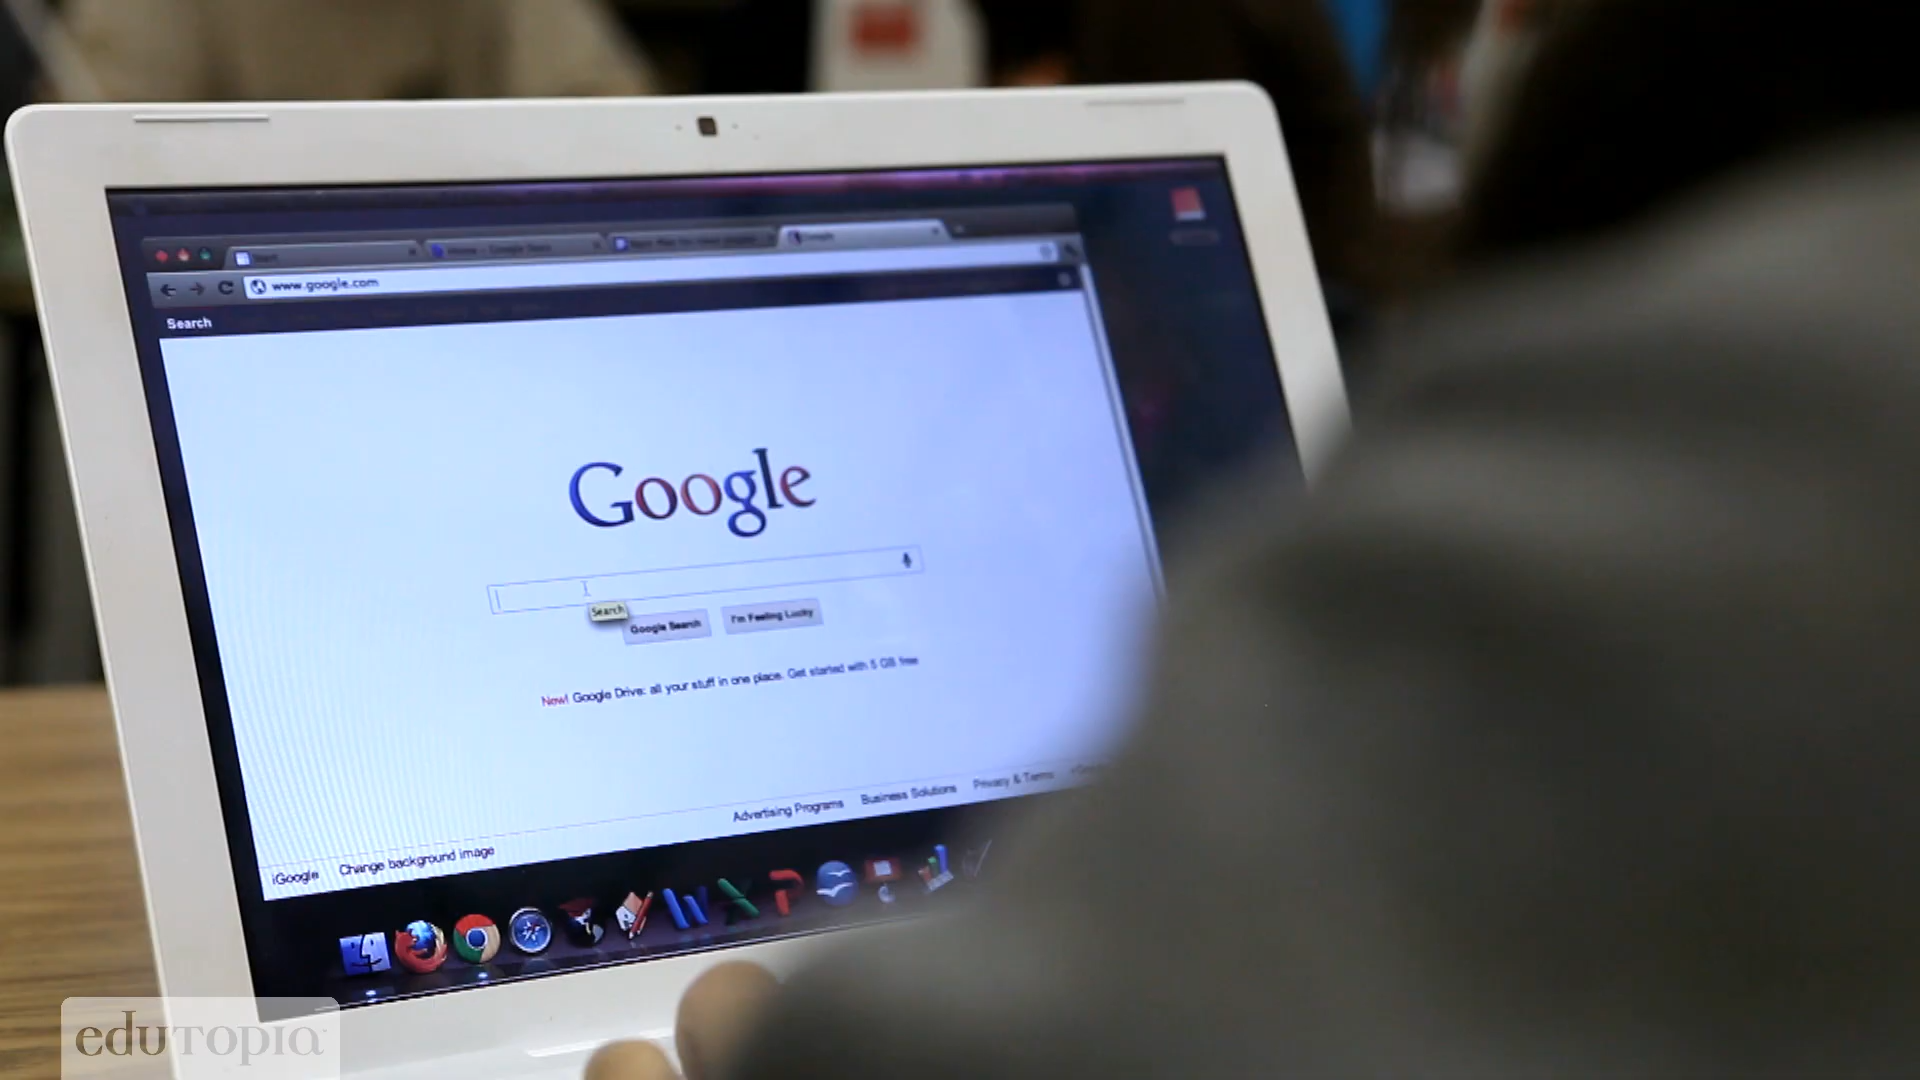 www.google.com
Search
Google
Search
Google Search
I'm Feeling Lucky
New! Google Drive: all your stuff in one place. Get started with 5 GB free
Advertising Programs Business Solutions Privacy & Terms
iGoogle Change background image
edUTOPIA